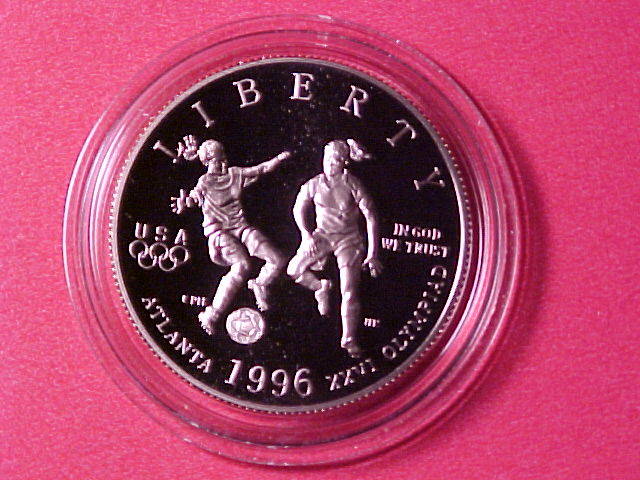 LIBERTY
USA
IN GOD
WE TRUST
ATLANTA 1996 XXVI OLYMPIAD